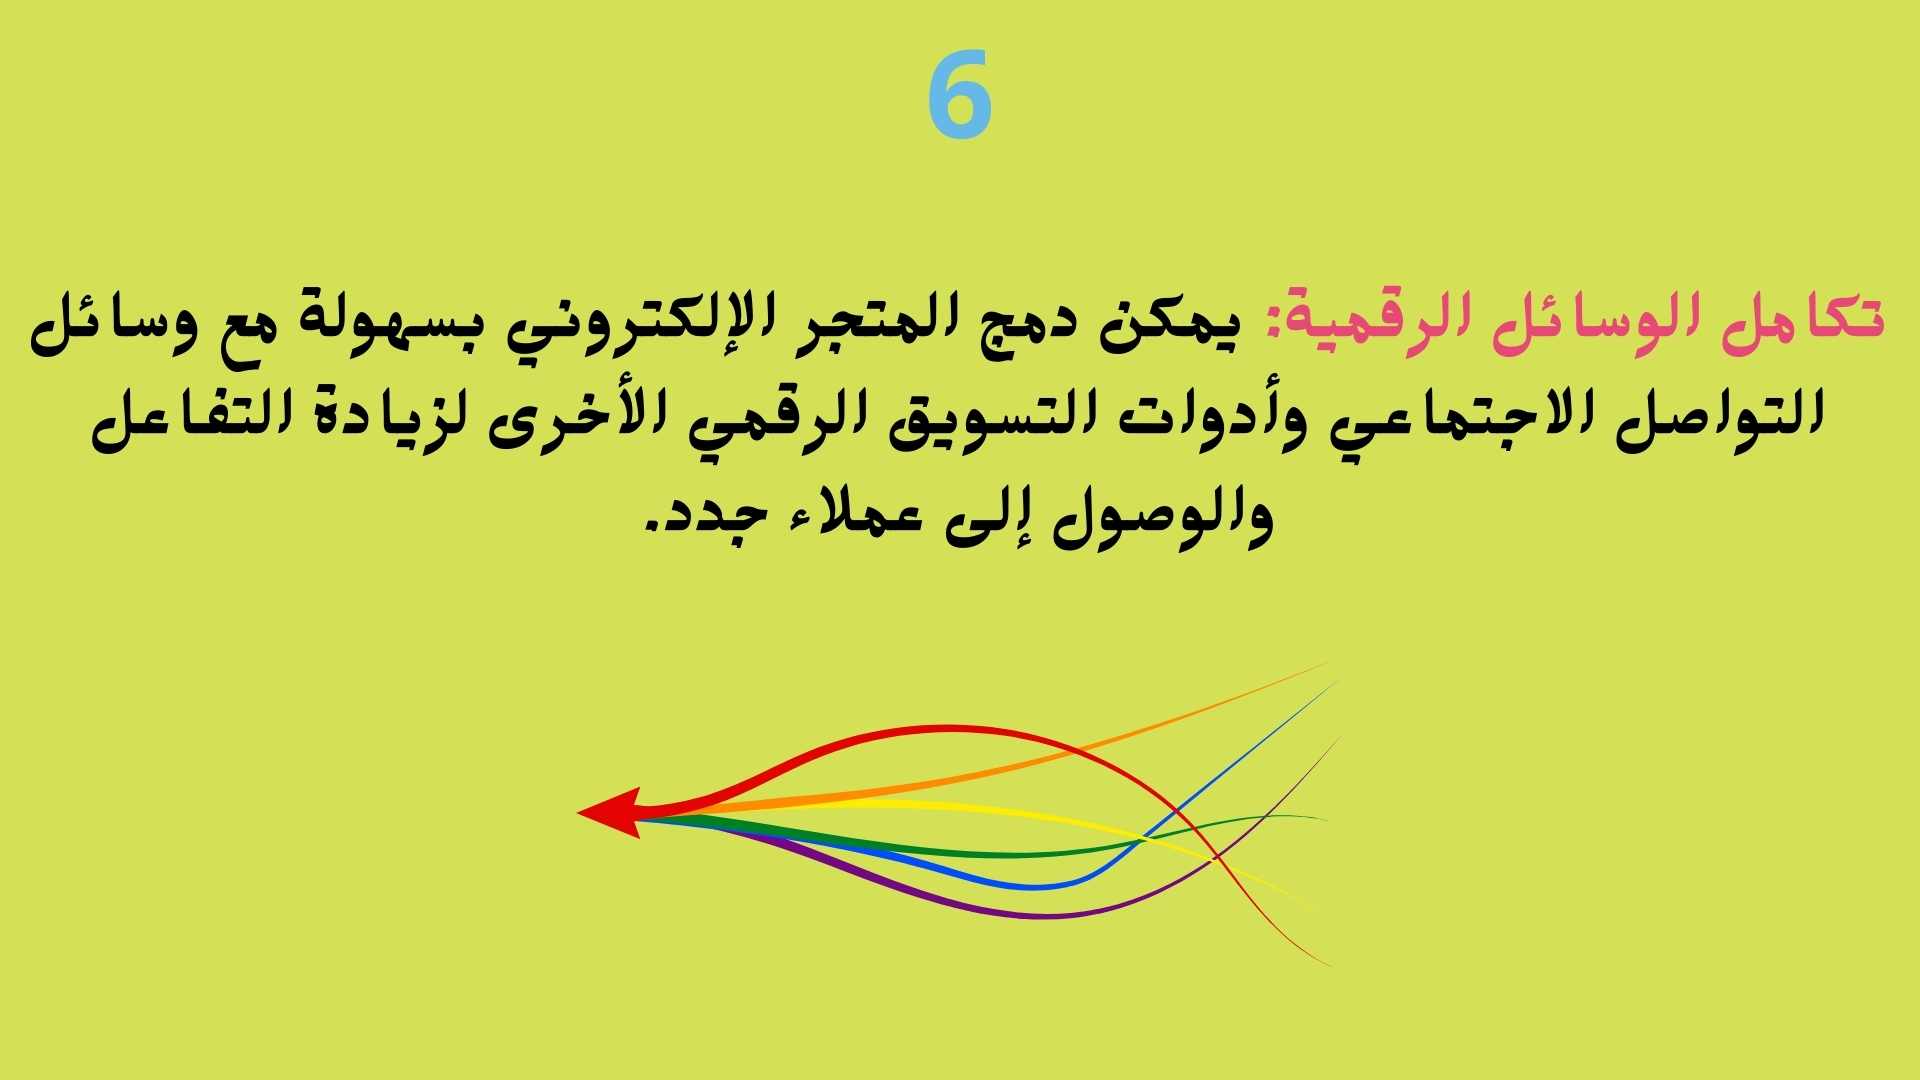 6
تكامل الوسائل الرقمية: يمكن دمج المتجر الإلكتروني بسهولة مع وسائل
التواصل الاجتماعي وأدوات التسويق الرقمي الأخرى لزيادة التفاعل
والوصول إلى عملاء جدد.